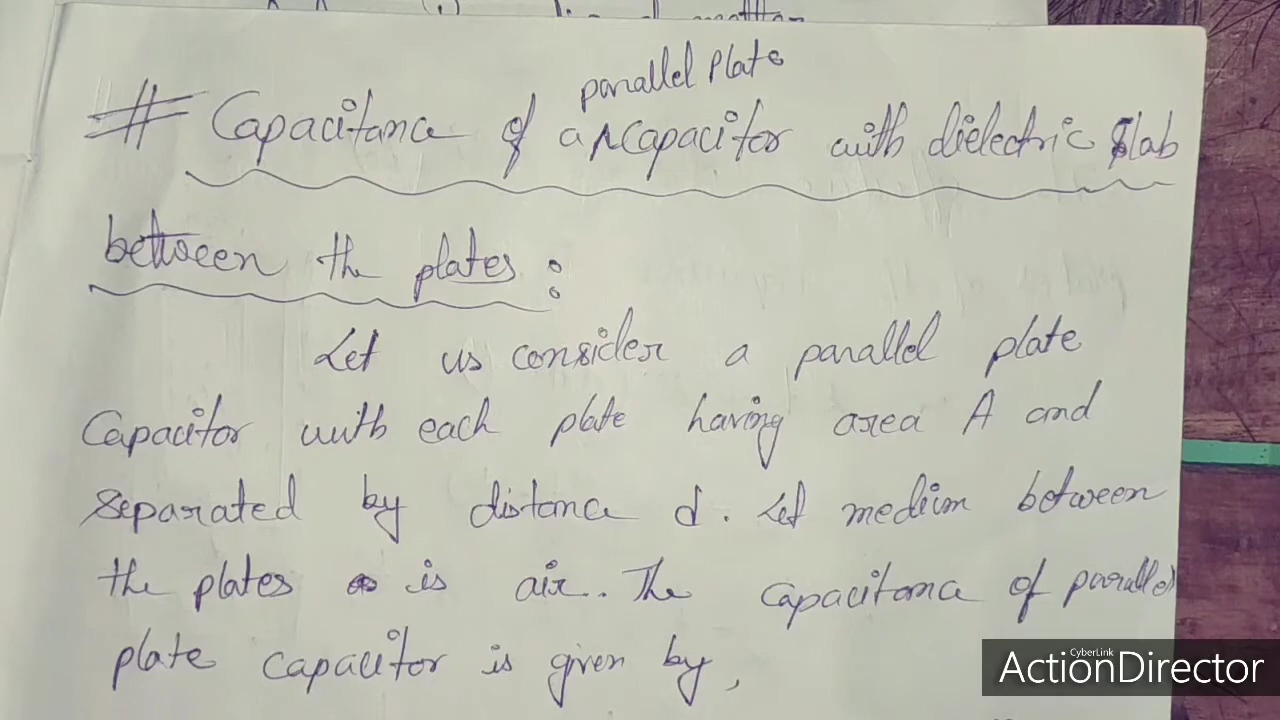 # Capacitance of a parallel plate capacitor with dielectric slab
between the plates :
Let us consider a parallel plate
Capacitor with each plate having area A and
separated by distance d. Let medium between
the plates is air. The capacitance of parallel
plate capacitor is given by,
CyberLink
ActionDirector